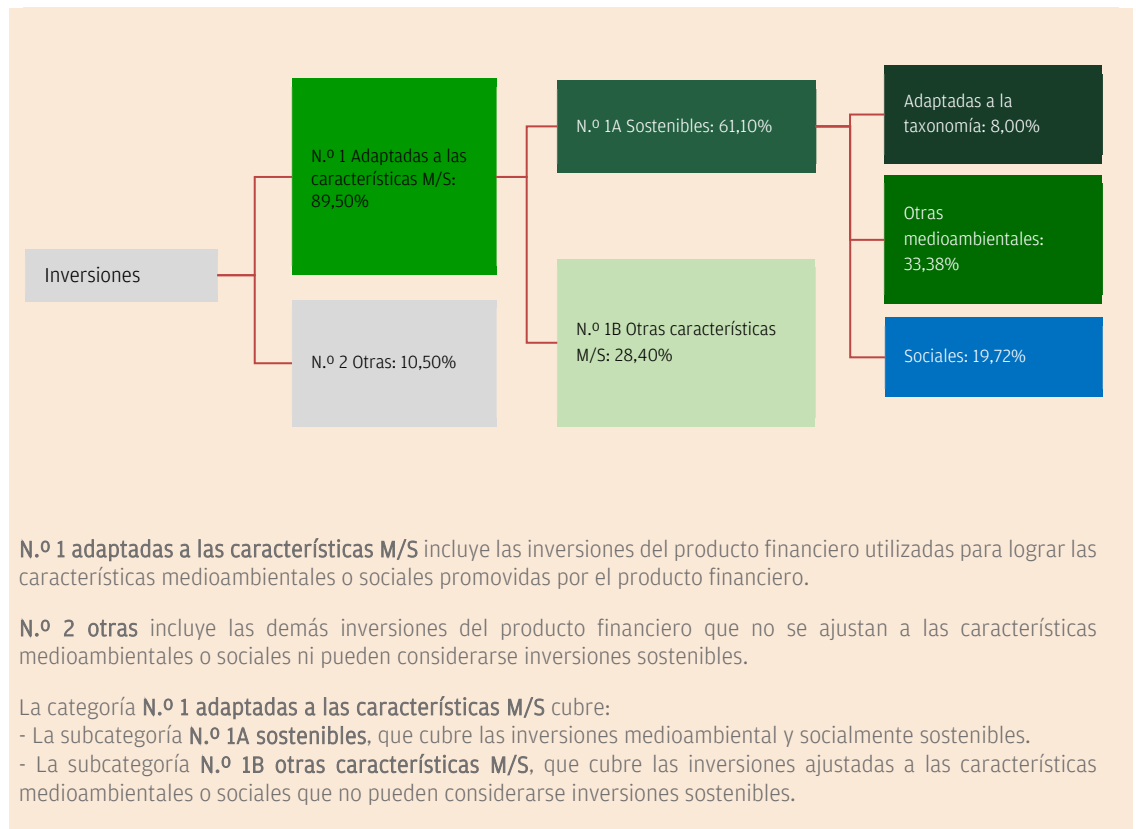 Inversiones
N.º 1 Adaptadas a las
características M/S:
89,50%
N.º 2 Otras: 10,50%
N.º 1A Sostenibles: 61,10%
N.º 1B Otras características
M/S: 28,40%
Adaptadas a la
taxonomía: 8,00%
Otras
medioambientales:
33,38%
Sociales: 19,72%
N.º 1 adaptadas a las características M/S incluye las inversiones del producto financiero utilizadas para lograr las
características medioambientales o sociales promovidas por el producto financiero.
N.º 2 otras incluye las demás inversiones del producto financiero que no se ajustan a las características
medioambientales o sociales ni pueden considerarse inversiones sostenibles.
La categoría N.º 1 adaptadas a las características M/S cubre:
- La subcategoría N.º 1A sostenibles, que cubre las inversiones medioambiental y socialmente sostenibles.
- La subcategoría N.º 1B otras características M/S, que cubre las inversiones ajustadas a las características
medioambientales o sociales que no pueden considerarse inversiones sostenibles.